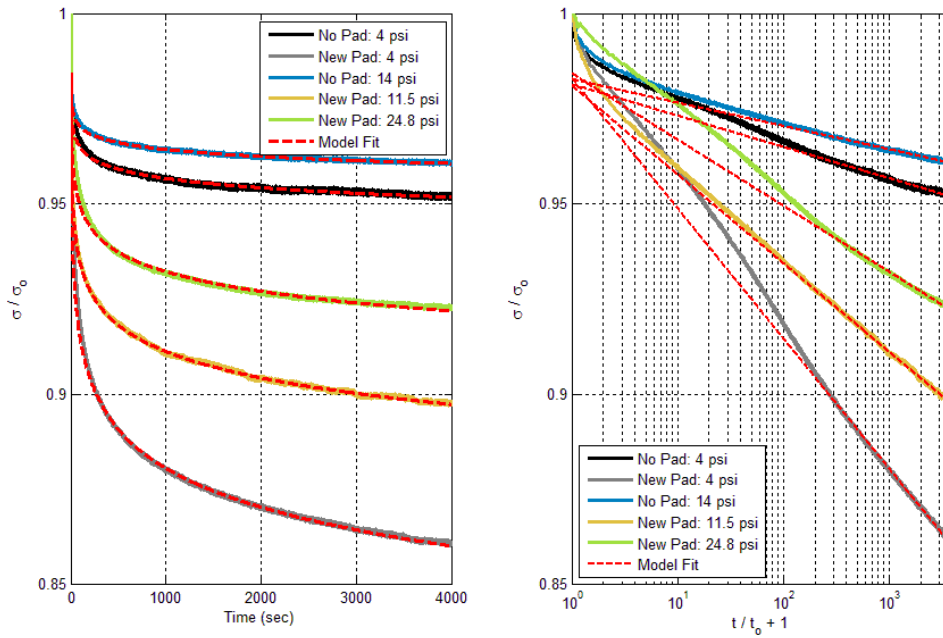 1
0.95
0.9
0.85
σ / σo
0 1000 2000 3000 4000
Time (sec)
No Pad: 4 psi
New Pad: 4 psi
No Pad: 14 psi
New Pad: 11.5 psi
New Pad: 24.8 psi
Model Fit
1
0.95
0.9
0.85
σ / σo
10^0 10^1 10^2 10^3
t / to + 1
No Pad: 4 psi
New Pad: 4 psi
No Pad: 14 psi
New Pad: 11.5 psi
New Pad: 24.8 psi
Model Fit